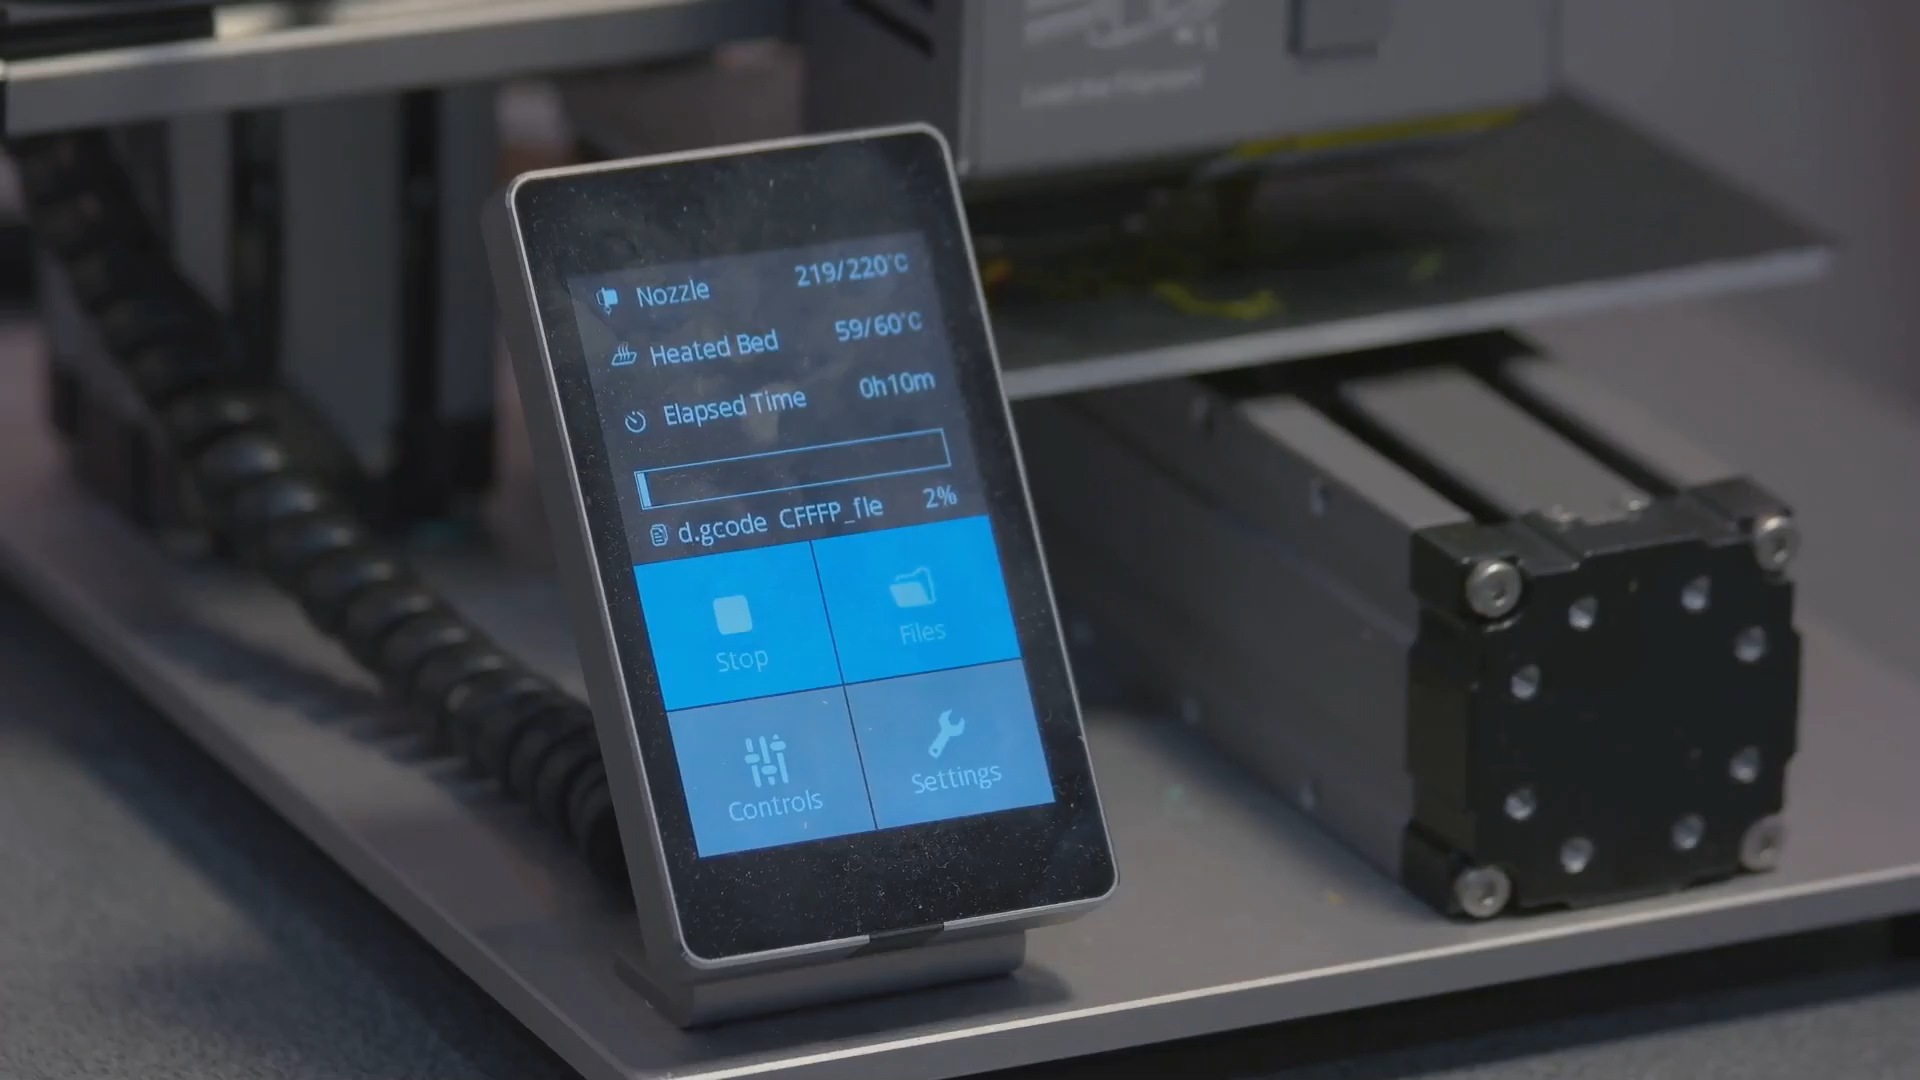 Nozzle 219/220°C
Heated Bed 59/60°C
Elapsed Time 0h10m
d.gcode CFFFP_fle 2%
Stop
Files
Controls
Settings